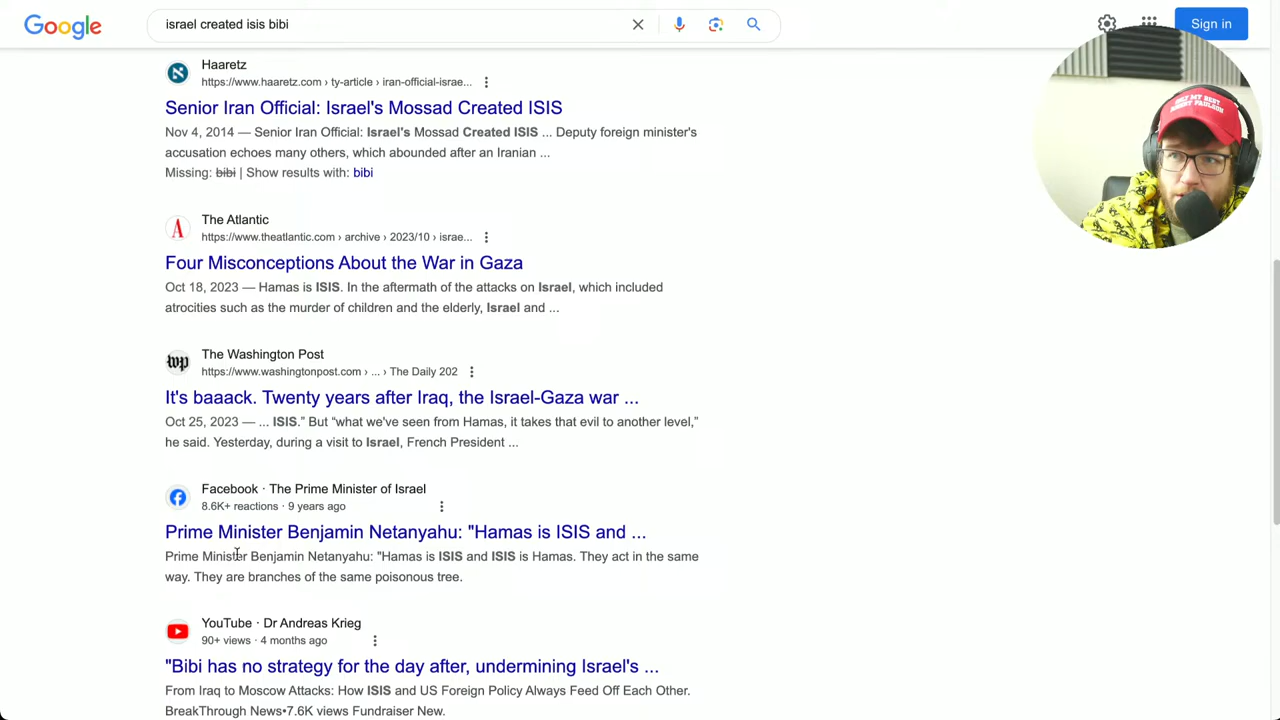 Google
israel created isis bibi
Sign in
Haaretz
https://www.haaretz.com › ty-article › iran-official-israe...
Senior Iran Official: Israel's Mossad Created ISIS
Nov 4, 2014 — Senior Iran Official: Israel's Mossad Created ISIS ... Deputy foreign minister's
accusation echoes many others, which abounded after an Iranian ...
Missing: bibi | Show results with: bibi
The Atlantic
https://www.theatlantic.com › archive › 2023/10 › israe...
Four Misconceptions About the War in Gaza
Oct 18, 2023 — Hamas is ISIS. In the aftermath of the attacks on Israel, which included
atrocities such as the murder of children and the elderly, Israel and ...
wp
The Washington Post
https://www.washingtonpost.com › ... › The Daily 202
It's baaack. Twenty years after Iraq, the Israel-Gaza war ...
Oct 25, 2023 — ... ISIS.” But “what we've seen from Hamas, it takes that evil to another level,”
he said. Yesterday, during a visit to Israel, French President ...
Facebook · The Prime Minister of Israel
8.6K+ reactions · 9 years ago
Prime Minister Benjamin Netanyahu: "Hamas is ISIS and ...
Prime Minister Benjamin Netanyahu: "Hamas is ISIS and ISIS is Hamas. They act in the same
way. They are branches of the same poisonous tree.
YouTube · Dr Andreas Krieg
90+ views · 4 months ago
"Bibi has no strategy for the day after, undermining Israel's ...
From Iraq to Moscow Attacks: How ISIS and US Foreign Policy Always Feed Off Each Other.
BreakThrough News•7.6K views Fundraiser New.